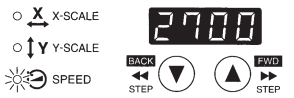 X X-SCALE
2700
Y Y-SCALE
BACK
FWD
SPEED
STEP
STEP